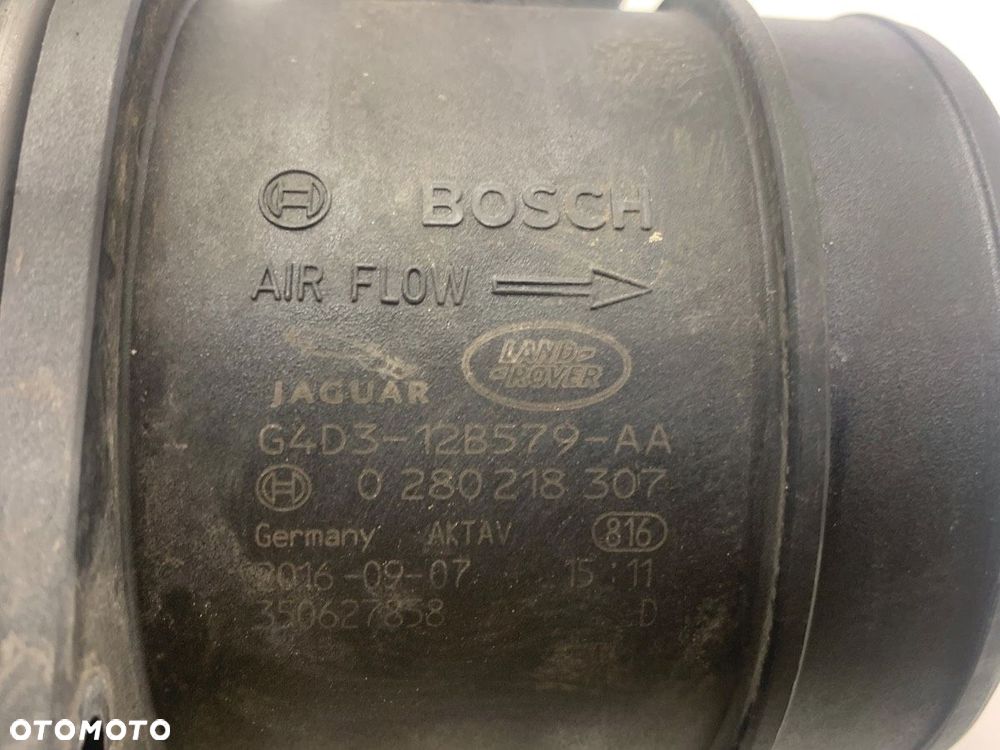 BOSCH
AIR FLOW
JAGUAR
LAND-
-ROVER
G4D3-12B579-AA
0 280 218 307
Germany AKTAV 816
2016-09-07 15:11
350627858 D
OTOMOTO